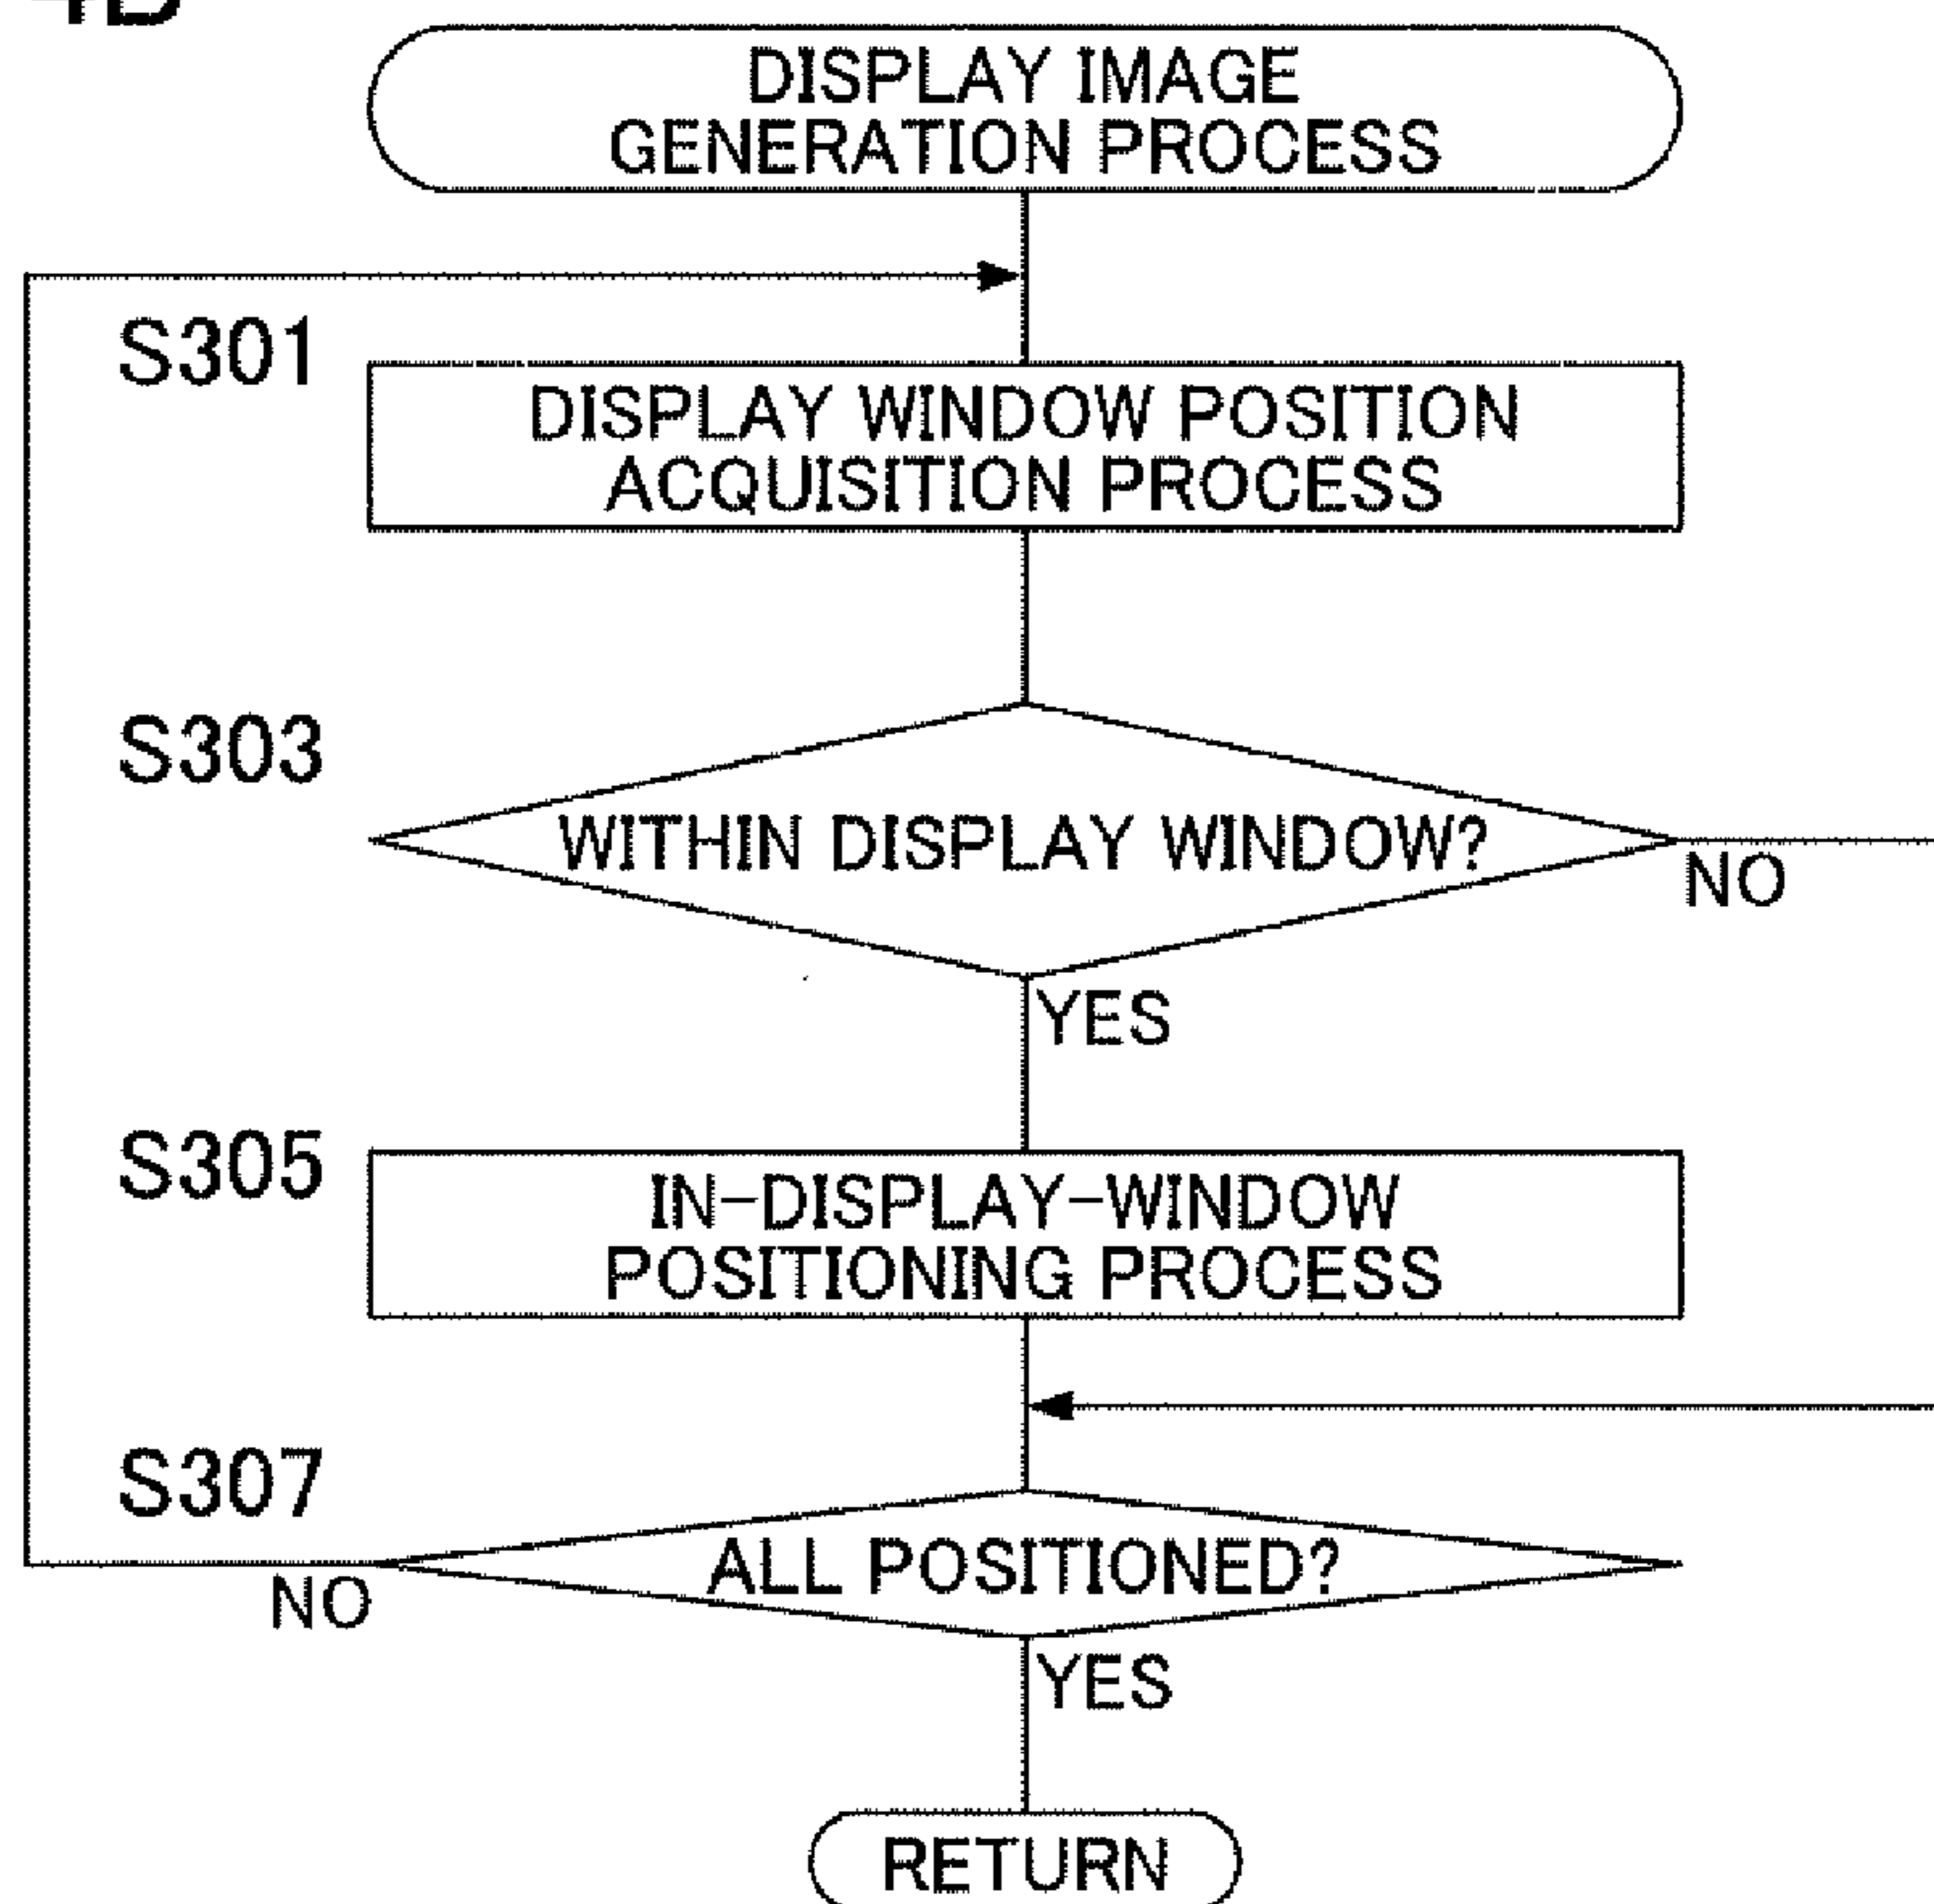 DISPLAY IMAGE
GENERATION PROCESS
S301
DISPLAY WINDOW POSITION
ACQUISITION PROCESS
S303
WITHIN DISPLAY WINDOW?
NO
YES
S305
IN-DISPLAY-WINDOW
POSITIONING PROCESS
S307
ALL POSITIONED?
NO
YES
RETURN